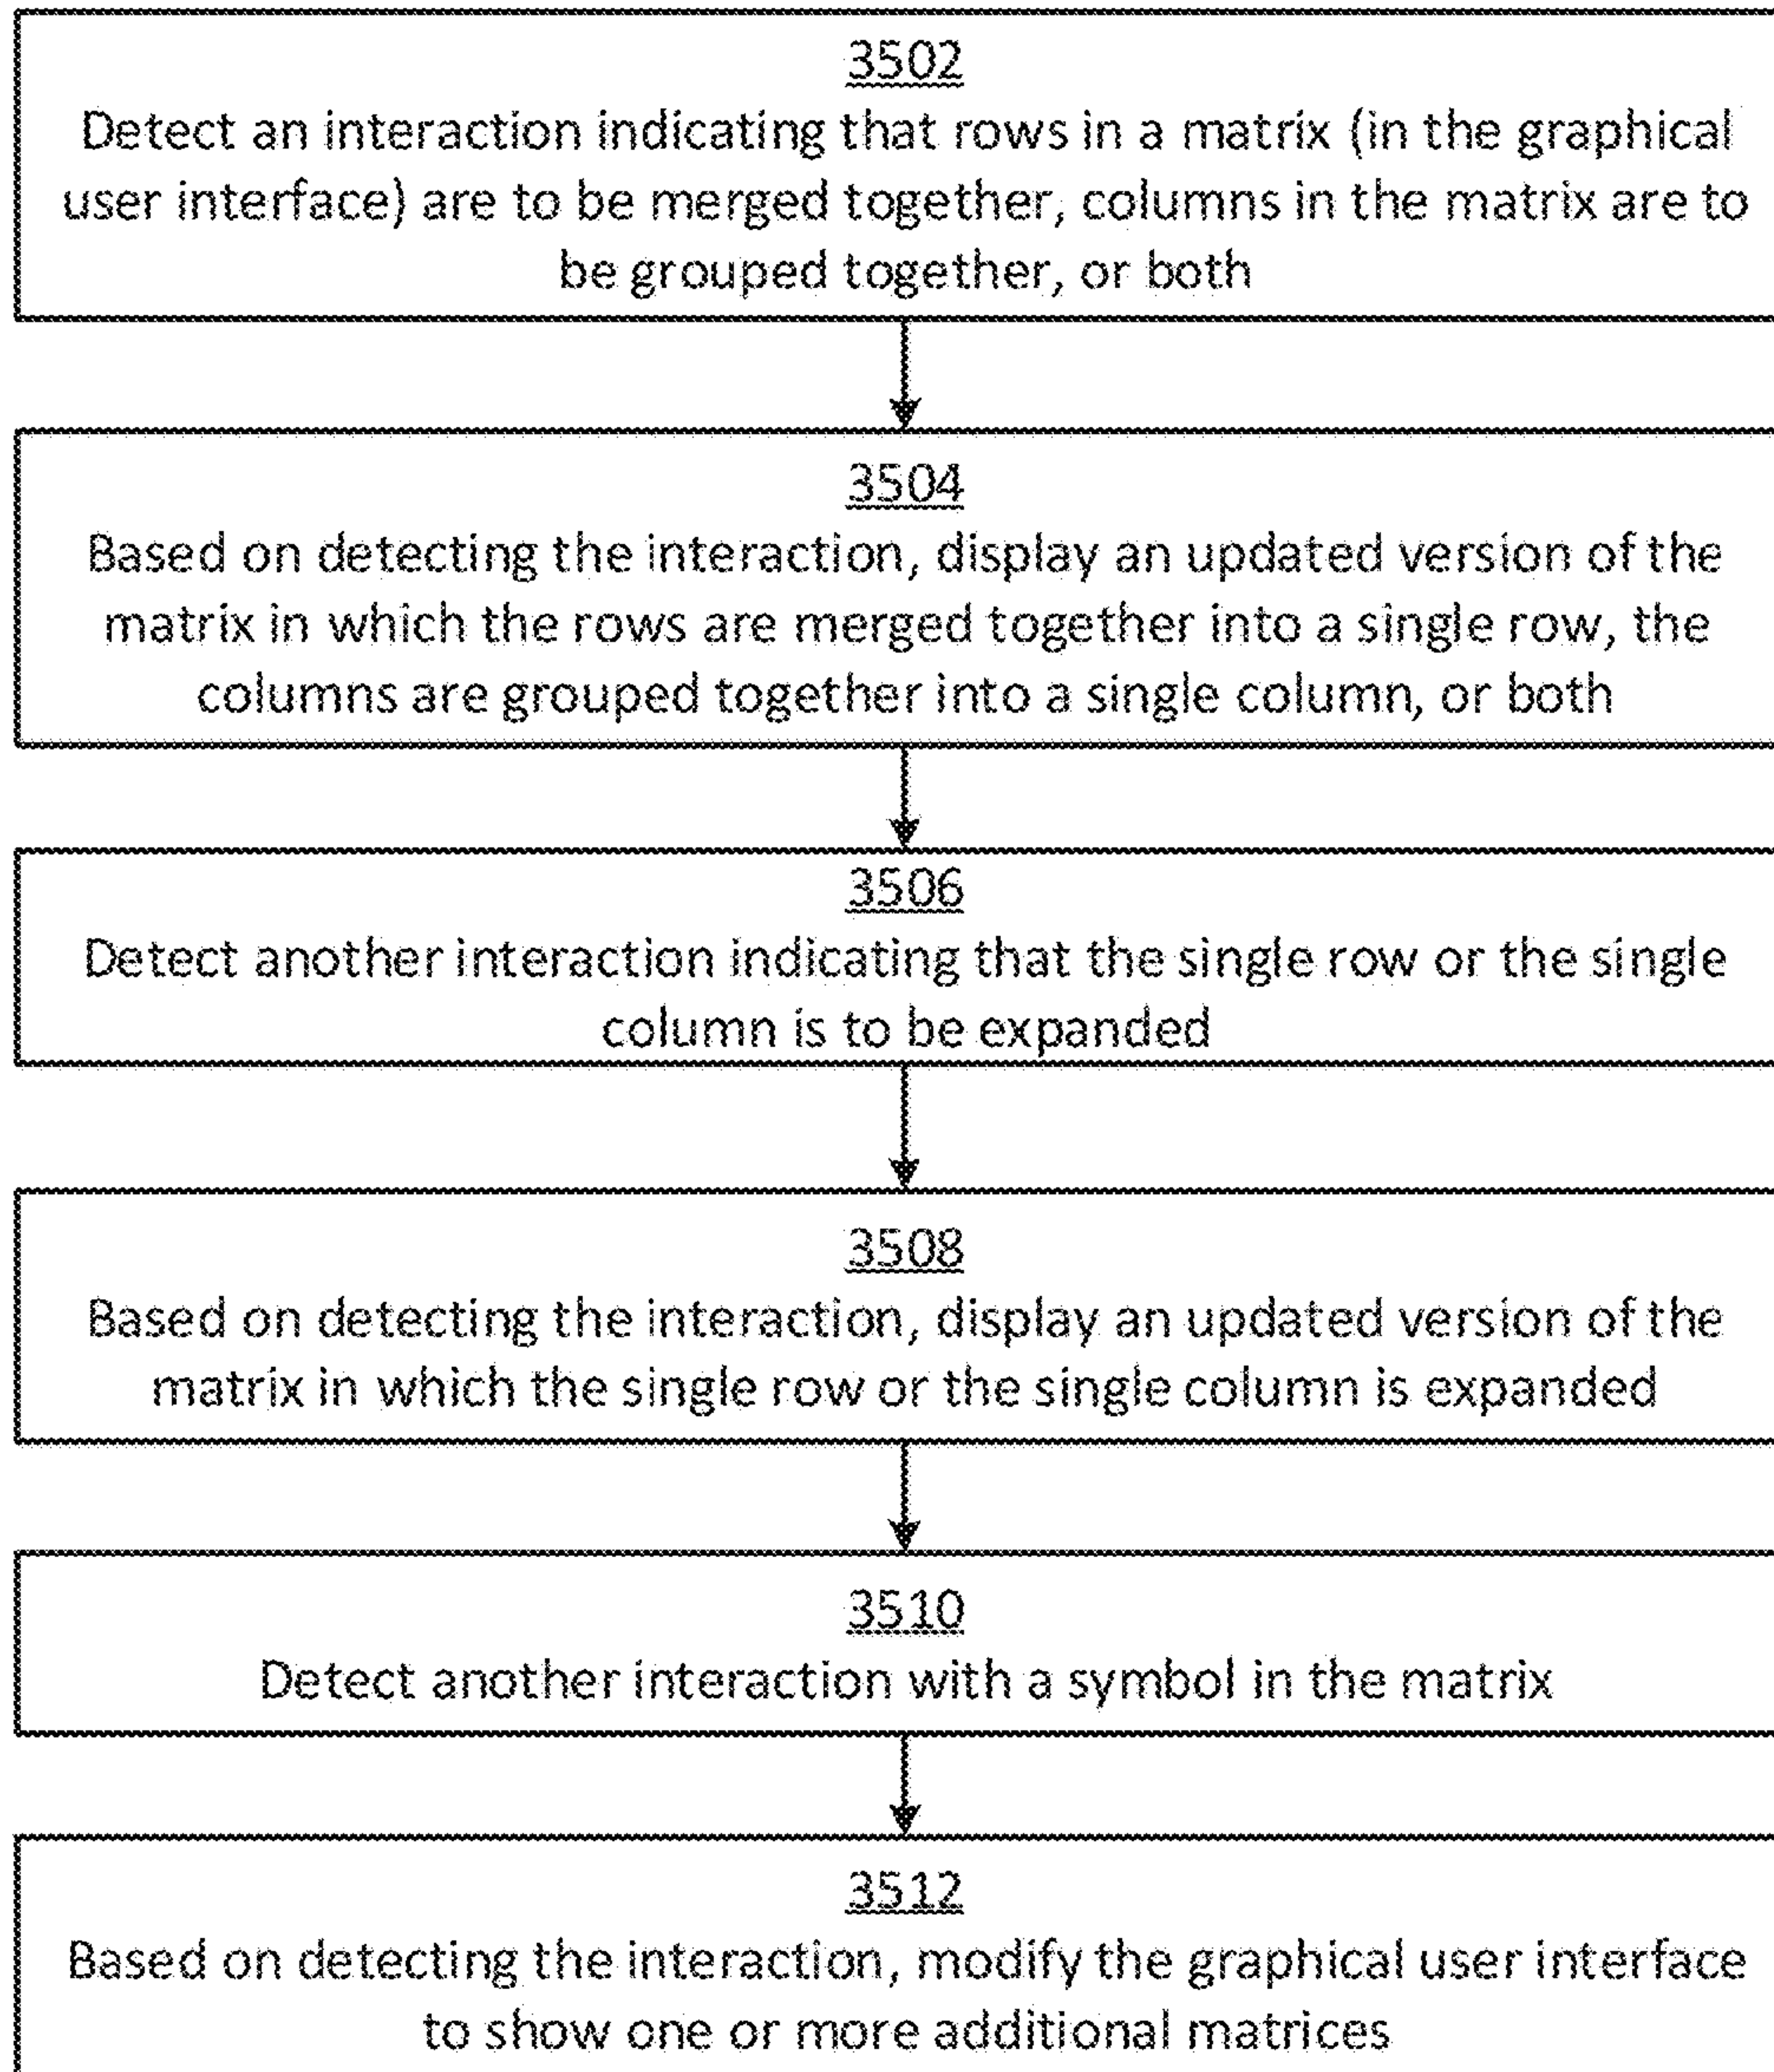 3502
Detect an interaction indicating that rows in a matrix (in the graphical
user interface) are to be merged together, columns in the matrix are to
be grouped together, or both
3504
Based on detecting the interaction, display an updated version of the
matrix in which the rows are merged together into a single row, the
columns are grouped together into a single column, or both
3506
Detect another interaction indicating that the single row or the single
column is to be expanded
3508
Based on detecting the interaction, display an updated version of the
matrix in which the single row or the single column is expanded
3510
Detect another interaction with a symbol in the matrix
3512
Based on detecting the interaction, modify the graphical user interface
to show one or more additional matrices